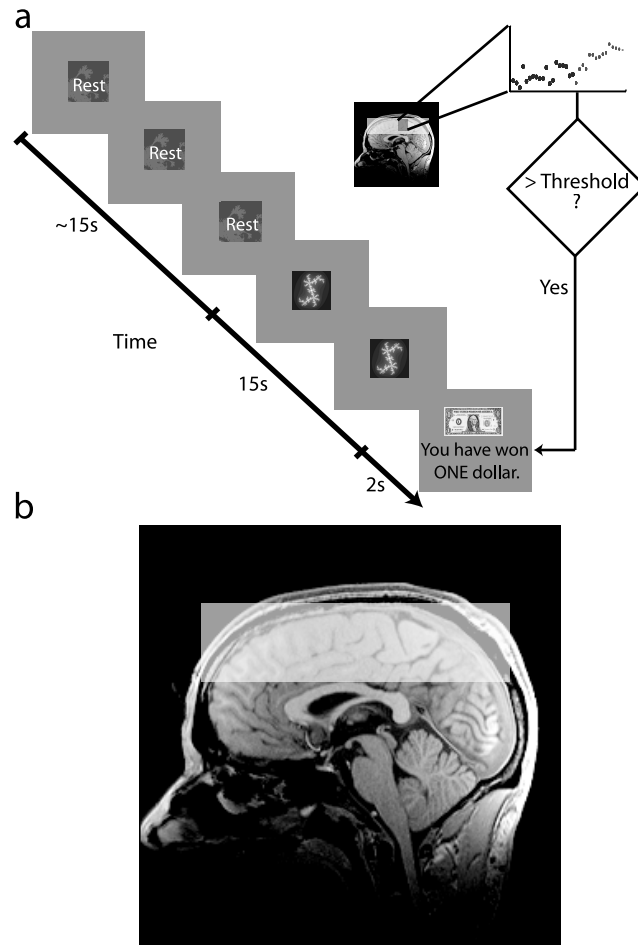 a
Rest
Rest
Rest
~15s
Time
15s
2s
> Threshold
?
Yes
You have won
ONE dollar.
b